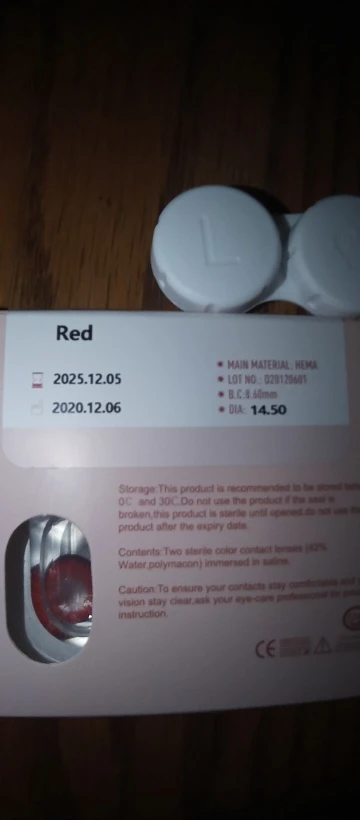 L
Red
2025.12.05
2020.12.06
MAIN MATERIAL: HEMA
LOT NO.: D20120601
B.C:8.60mm
DIA: 14.50
Storage:This product is recommended to be stored
0C and 30C.Do not use the product if the seal is
broken,this product is sterile until opened.do not use the
product after the expiry date.
Contents:Two sterile color contact lenses (42%
Water,polymacon) immersed in saline.
Caution:To ensure your contacts stay comfortable and
vision stay clear,ask your eye-care professional for
instruction.
CE